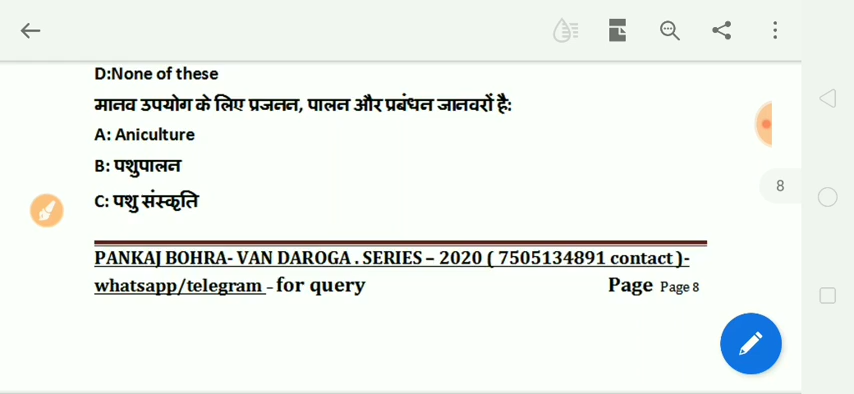 D:None of these
मानव उपयोग के लिए प्रजनन, पालन और प्रबंधन जानवरों है:
A: Aniculture
B: पशुपालन
C: पशु संस्कृति
8
PANKAJ BOHRA- VAN DAROGA . SERIES – 2020 ( 7505134891 contact )-
whatsapp/telegram – for query Page Page 8